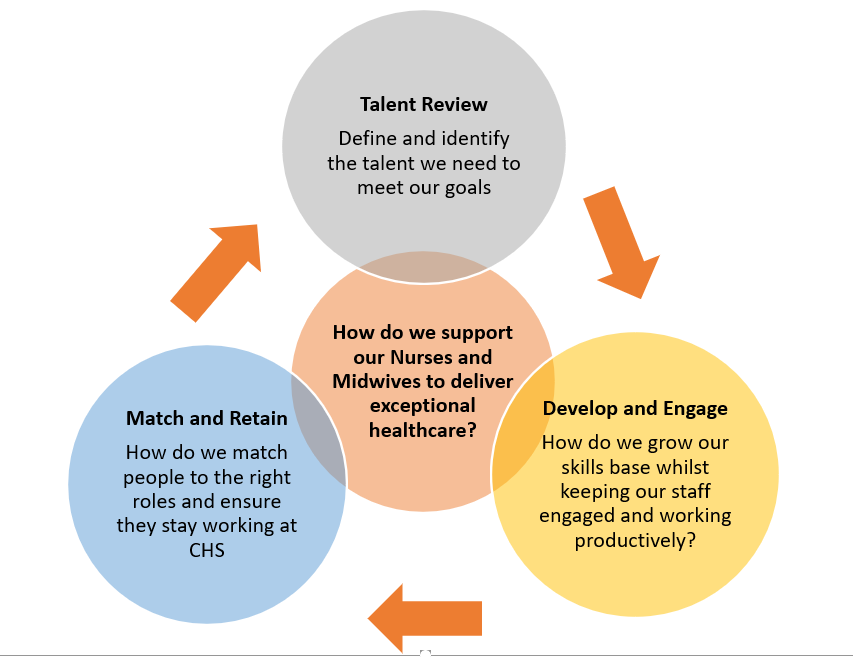 Talent Review
Define and identify
the talent we need to
meet our goals
How do we support
our Nurses and
Midwives to deliver
exceptional
healthcare?
Match and Retain
How do we match
people to the right
roles and ensure
they stay working at
CHS
Develop and Engage
How do we grow our
skills base whilst
keeping our staff
engaged and working
productively?